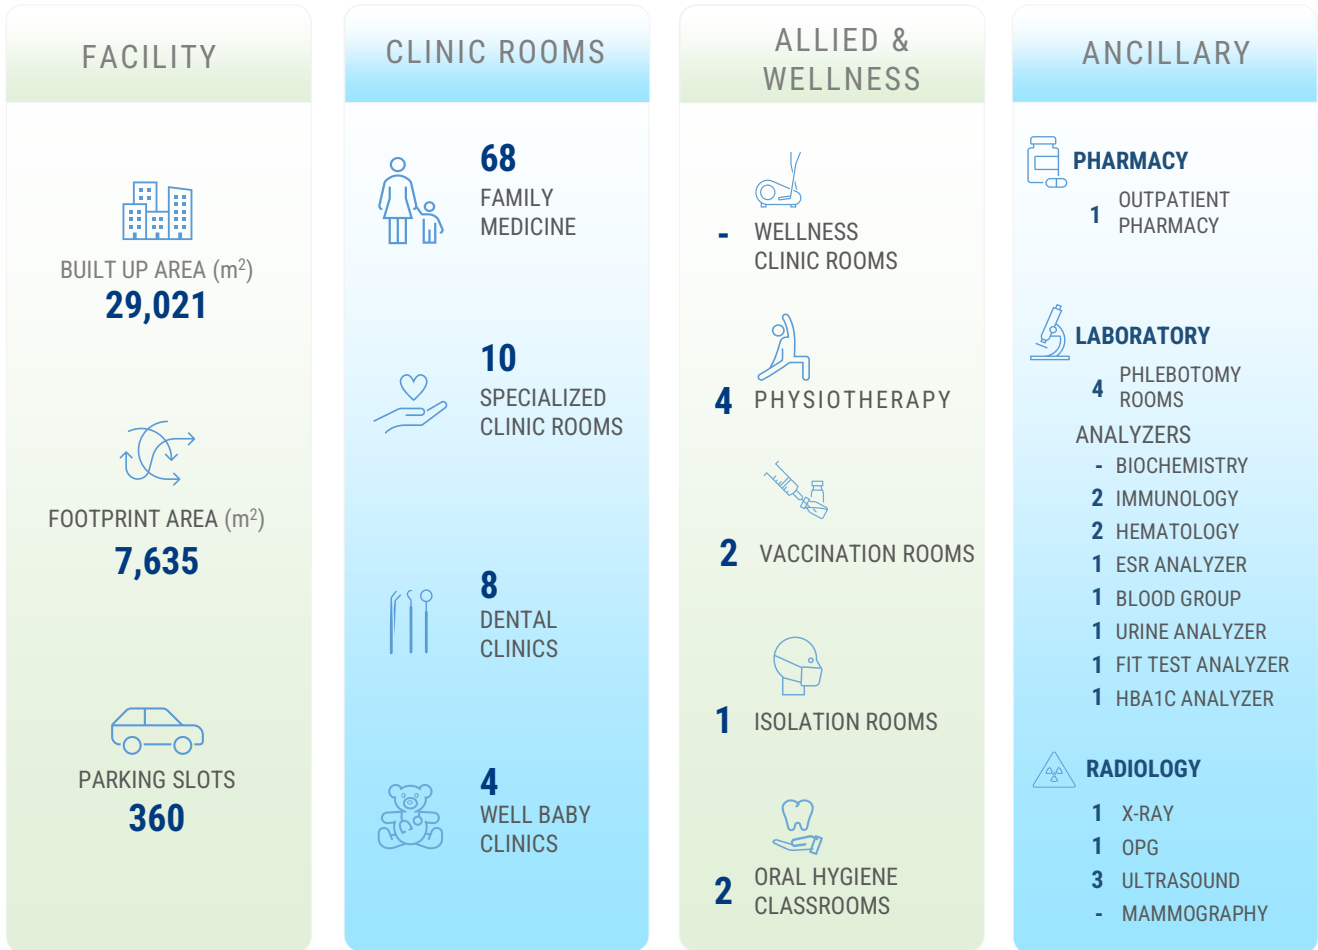 FACILITY
BUILT UP AREA (m²)
29,021
FOOTPRINT AREA (m²)
7,635
PARKING SLOTS
360
CLINIC ROOMS
68
FAMILY
MEDICINE
10
SPECIALIZED
CLINIC ROOMS
8
DENTAL
CLINICS
4
WELL BABY
CLINICS
ALLIED &
WELLNESS
- WELLNESS
CLINIC ROOMS
4 PHYSIOTHERAPY
2 VACCINATION ROOMS
1 ISOLATION ROOMS
2 ORAL HYGIENE
CLASSROOMS
ANCILLARY
PHARMACY
1 OUTPATIENT
PHARMACY
LABORATORY
4 PHLEBOTOMY
ROOMS
ANALYZERS
- BIOCHEMISTRY
2 IMMUNOLOGY
2 HEMATOLOGY
1 ESR ANALYZER
1 BLOOD GROUP
1 URINE ANALYZER
1 FIT TEST ANALYZER
1 HBA1C ANALYZER
RADIOLOGY
1 X-RAY
1 OPG
3 ULTRASOUND
- MAMMOGRAPHY